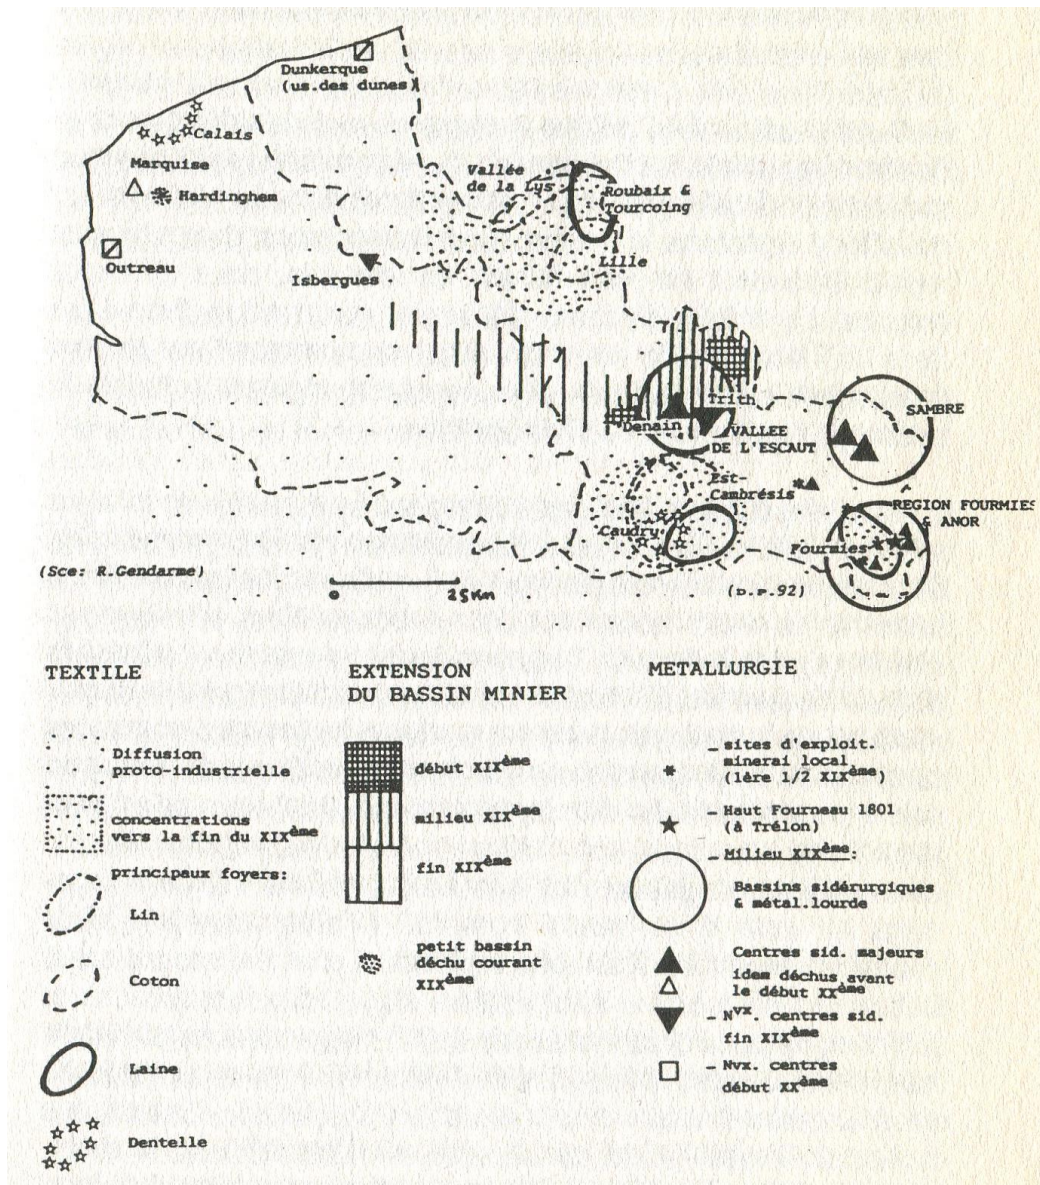 Dunkerque
(us.des dunes)
Calais
Marquise
Hardinghem
Outreau
Isbergues
Vallée
de la Lys
Roubaix &
Tourcoing
Lille
Trith
Denain
VALLEE
DE L'ESCAUT
SAMBRE
Est-
Cambrésis
Caudry
REGION FOURMIES
& ANOR
Fourmies
(Sce: R.Gendarme)
0 25 Km
(D.P.92)
TEXTILE
Diffusion
proto-industrielle
concentrations
vers la fin du XIXème
principaux foyers:
Lin
Coton
Laine
Dentelle
EXTENSION
DU BASSIN MINIER
début XIXème
milieu XIXème
fin XIXème
petit bassin
déchu courant
XIXème
METALLURGIE
- sites d'exploit.
minerai local
(1ère 1/2 XIXème)
- Haut Fourneau 1801
(à Trélon)
- Milieu XIXème:
Bassins sidérurgiques
& métal.lourde
Centres sid. majeurs
idem déchus avant
le début XXème
- Nvx. centres sid.
fin XIXème
- Nvx. centres
début XXème